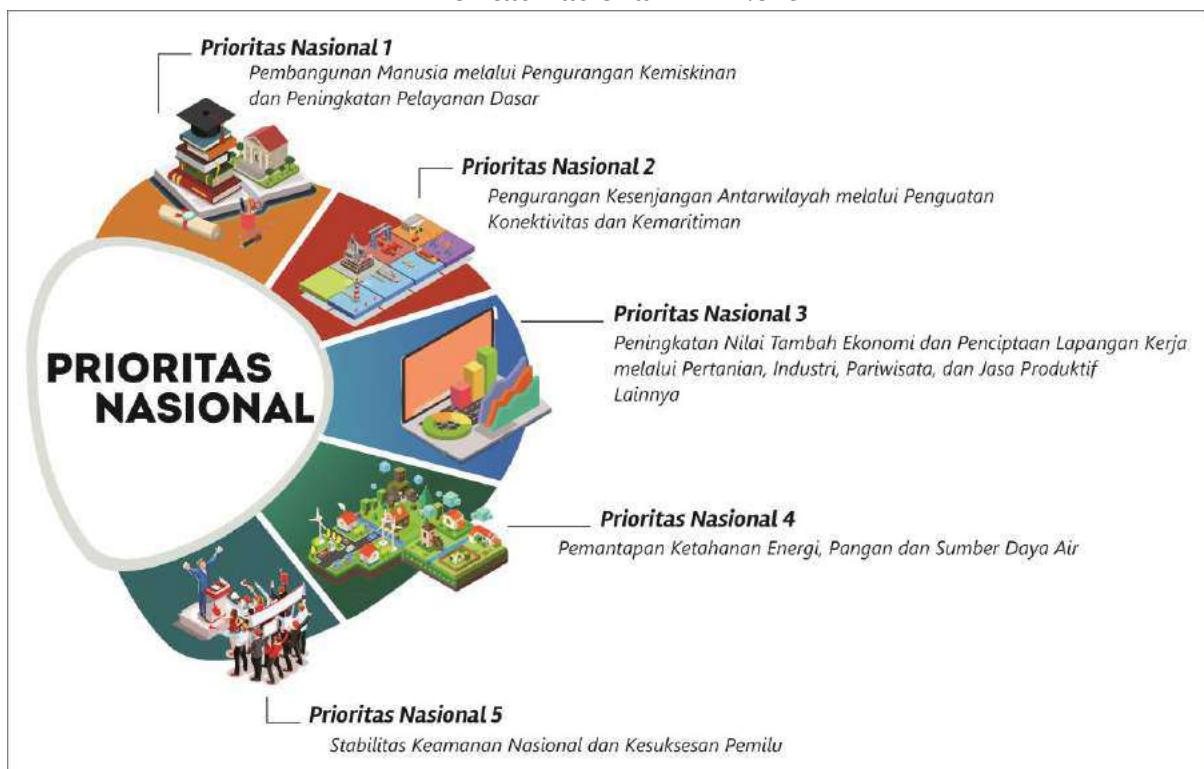 Prioritas Nasional 1
Pembangunan Manusia melalui Pengurangan Kemiskinan
dan Peningkatan Pelayanan Dasar
Prioritas Nasional 2
Pengurangan Kesenjangan Antarwilayah melalui Penguatan
Konektivitas dan Kemaritiman
Prioritas Nasional 3
Peningkatan Nilai Tambah Ekonomi dan Penciptaan Lapangan Kerja
melalui Pertanian, Industri, Pariwisata, dan Jasa Produktif
Lainnya
PRIORITAS
NASIONAL
Prioritas Nasional 4
Pemantapan Ketahanan Energi, Pangan dan Sumber Daya Air
Prioritas Nasional 5
Stabilitas Keamanan Nasional dan Kesuksesan Pemilu